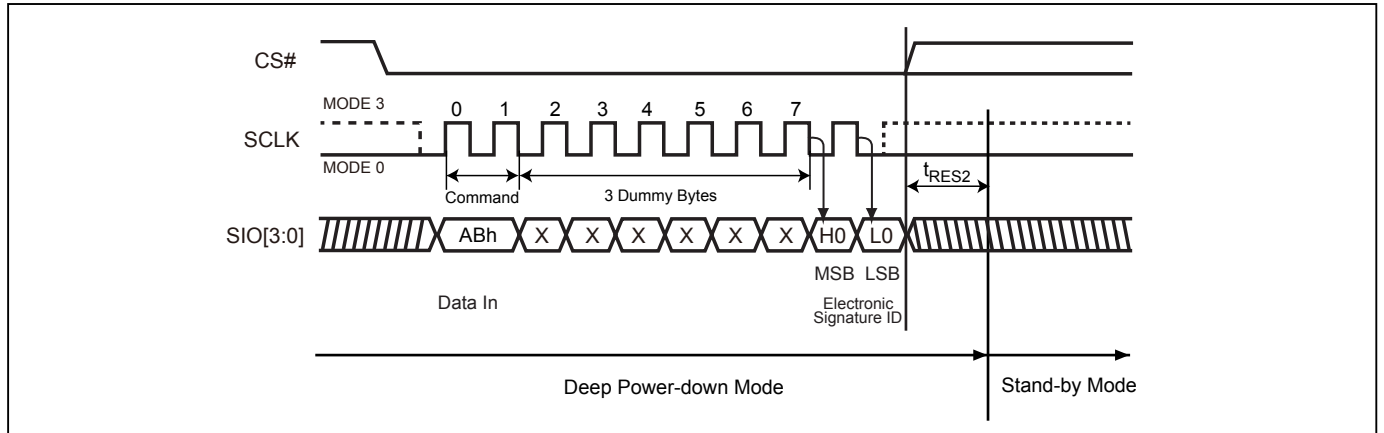 CS#
MODE 3
0 1 2 3 4 5 6 7
SCLK
MODE 0
tRES2
Command
3 Dummy Bytes
SIO[3:0]
ABh X X X X X X H0 L0
MSB LSB
Data In
Electronic
Signature ID
Deep Power-down Mode
Stand-by Mode